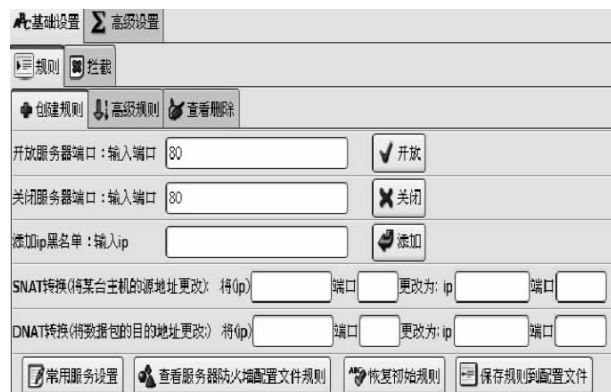 基础设置 高级设置
规则 拦截
创建规则 高级规则 查看删除
开放服务器端口：输入端口 80 开放
关闭服务器端口：输入端口 80 关闭
添加ip黑名单：输入ip 添加
SNAT转换(将某台主机的源地址更改): 将(ip) 端口 更改为: ip 端口
DNAT转换(将数据包的目的地址更改:) 将(ip) 端口 更改为: ip 端口
常用服务设置 查看服务器防火墙配置文件规则 恢复初始规则 保存规则到配置文件